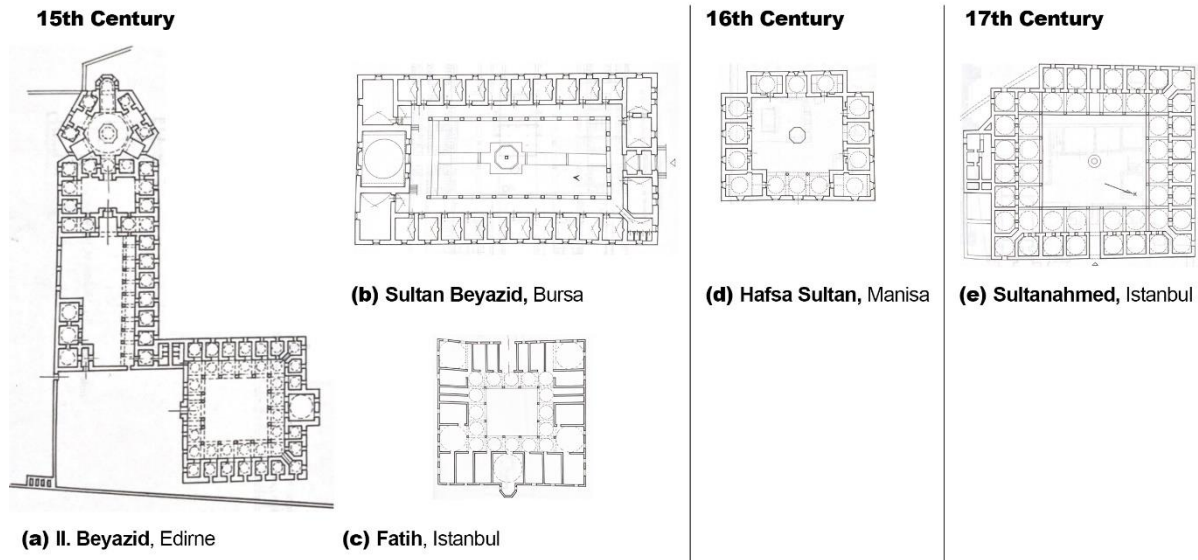 15th Century
16th Century
17th Century
(b) Sultan Beyazid, Bursa
(d) Hafsa Sultan, Manisa
(e) Sultanahmed, Istanbul
(a) II. Beyazid, Edirne
(c) Fatih, Istanbul